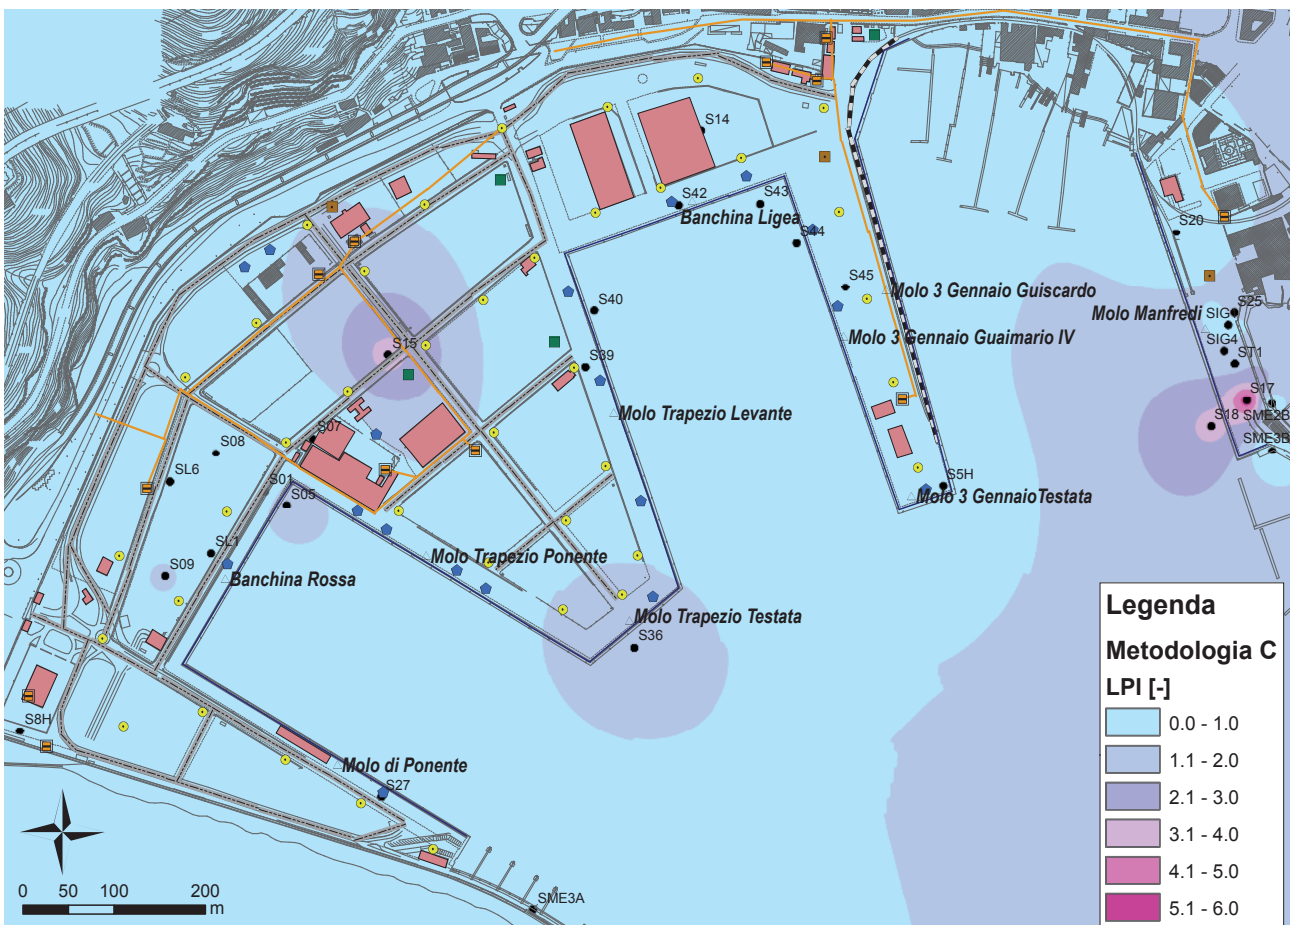 S14
S42
S43
Banchina Ligea
S20
S44
S45
Molo 3 Gennaio Guiscardo
S40
Molo Manfredi
SIG
S25
Molo 3 Gennaio Guaimario IV
SIG4
S15
ST1
S39
S17
Molo Trapezio Levante
SME2B
S18
S07
SME3B
S08
SL6
S01
S05
S5H
Molo 3 GennaioTestata
SL1
Molo Trapezio Ponente
S09
Banchina Rossa
Molo Trapezio Testata
S36
S8H
Molo di Ponente
S27
SME3A
0 50 100 200
m
Legenda
Metodologia C
LPI [-]
0.0 - 1.0
1.1 - 2.0
2.1 - 3.0
3.1 - 4.0
4.1 - 5.0
5.1 - 6.0